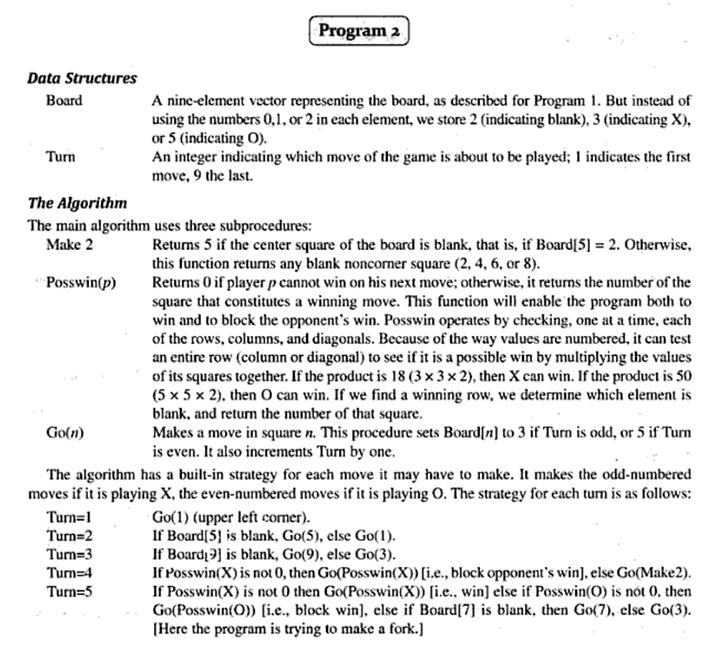 Program 2
Data Structures
Board A nine-element vector representing the board, as described for Program 1. But instead of
using the numbers 0,1, or 2 in each element, we store 2 (indicating blank), 3 (indicating X),
or 5 (indicating O).
Turn An integer indicating which move of the game is about to be played; 1 indicates the first
move, 9 the last.
The Algorithm
The main algorithm uses three subprocedures:
Make 2 Returns 5 if the center square of the board is blank, that is, if Board[5] = 2. Otherwise,
this function returns any blank noncorner square (2, 4, 6, or 8).
Posswin(p) Returns 0 if player p cannot win on his next move; otherwise, it returns the number of the
square that constitutes a winning move. This function will enable the program both to
win and to block the opponent's win. Posswin operates by checking, one at a time, each
of the rows, columns, and diagonals. Because of the way values are numbered, it can test
an entire row (column or diagonal) to see if it is a possible win by multiplying the values
of its squares together. If the product is 18 (3 × 3 × 2), then X can win. If the product is 50
(5 × 5 × 2), then O can win. If we find a winning row, we determine which element is
blank, and return the number of that square.
Go(n) Makes a move in square n. This procedure sets Board[n] to 3 if Turn is odd, or 5 if Turn
is even. It also increments Turn by one.
The algorithm has a built-in strategy for each move it may have to make. It makes the odd-numbered
moves if it is playing X, the even-numbered moves if it is playing O. The strategy for each turn is as follows:
Turn=1 Go(1) (upper left corner).
Turn=2 If Board[5] is blank, Go(5), else Go(1).
Turn=3 If Board[9] is blank, Go(9), else Go(3).
Turn=4 If Posswin(X) is not 0, then Go(Posswin(X)) [i.e., block opponent's win], else Go(Make2).
Turn=5 If Posswin(X) is not 0 then Go(Posswin(X)) [i.e., win] else if Posswin(O) is not 0, then
Go(Posswin(O)) [i.e., block win], else if Board[7] is blank, then Go(7), else Go(3).
[Here the program is trying to make a fork.]